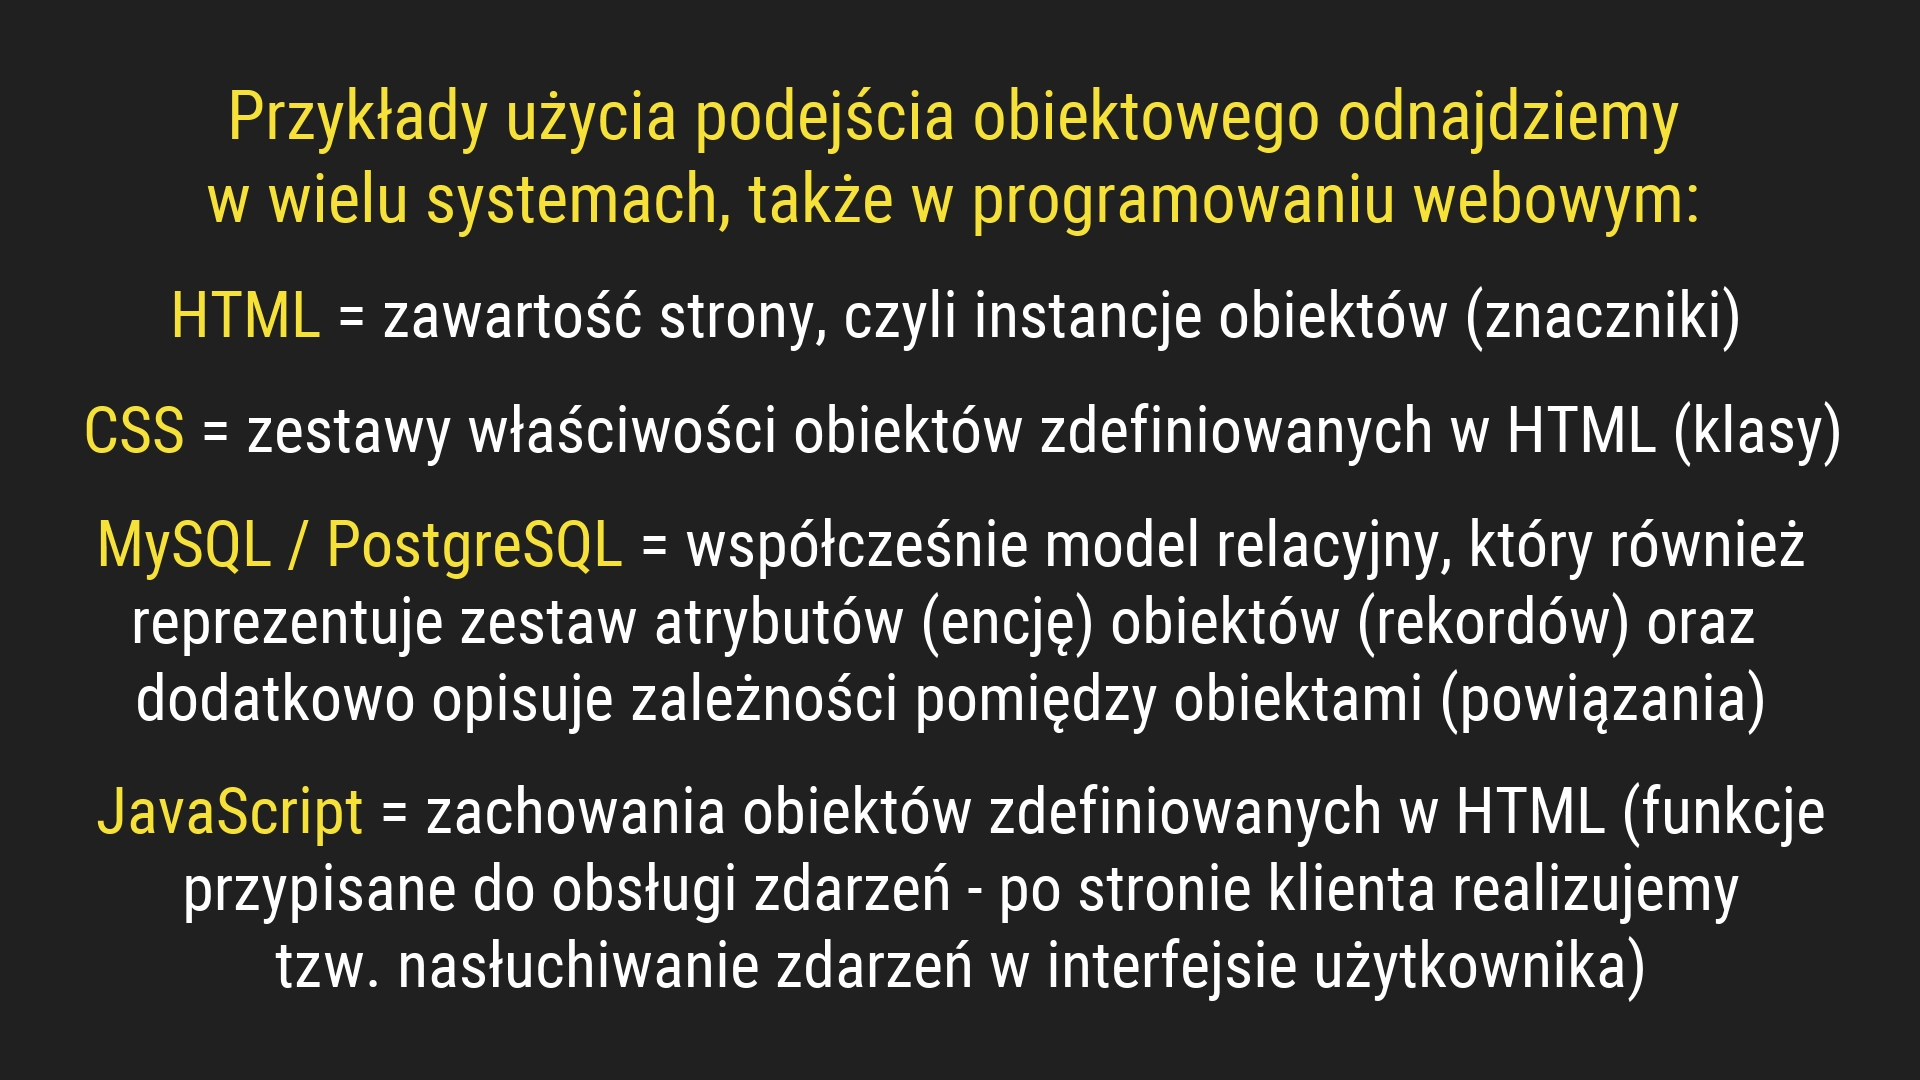 Przykłady użycia podejścia obiektowego odnajdziemy
w wielu systemach, także w programowaniu webowym:
HTML = zawartość strony, czyli instancje obiektów (znaczniki)
CSS = zestawy właściwości obiektów zdefiniowanych w HTML (klasy)
MySQL / PostgreSQL = współcześnie model relacyjny, który również
reprezentuje zestaw atrybutów (encję) obiektów (rekordów) oraz
dodatkowo opisuje zależności pomiędzy obiektami (powiązania)
JavaScript = zachowania obiektów zdefiniowanych w HTML (funkcje
przypisane do obsługi zdarzeń - po stronie klienta realizujemy
tzw. nasłuchiwanie zdarzeń w interfejsie użytkownika)